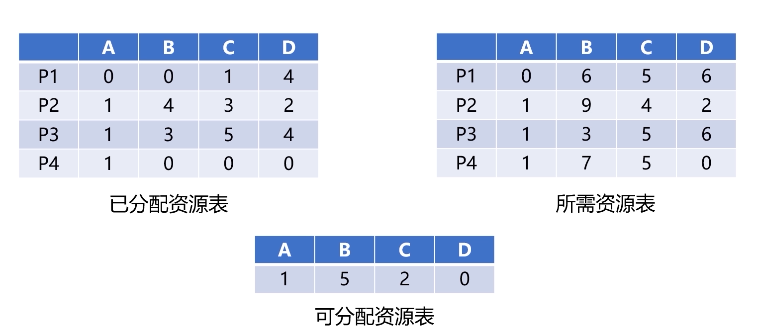 A B C D
P1 0 0 1 4
P2 1 4 3 2
P3 1 3 5 4
P4 1 0 0 0
已分配资源表
A B C D
P1 0 6 5 6
P2 1 9 4 2
P3 1 3 5 6
P4 1 7 5 0
所需资源表
A B C D
1 5 2 0
可分配资源表